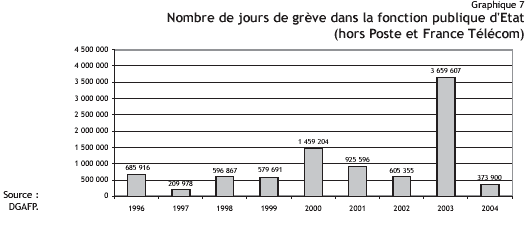 Graphique 7
Nombre de jours de grève dans la fonction publique d'Etat
(hors Poste et France Télécom)
4 500 000
4 000 000
3 500 000
3 000 000
2 500 000
2 000 000
1 500 000
1 000 000
500 000
0
685 916
209 978
596 867
579 691
1 459 204
925 596
605 355
3 659 607
373 900
1996 1997 1998 1999 2000 2001 2002 2003 2004
Source :
DGAFP.